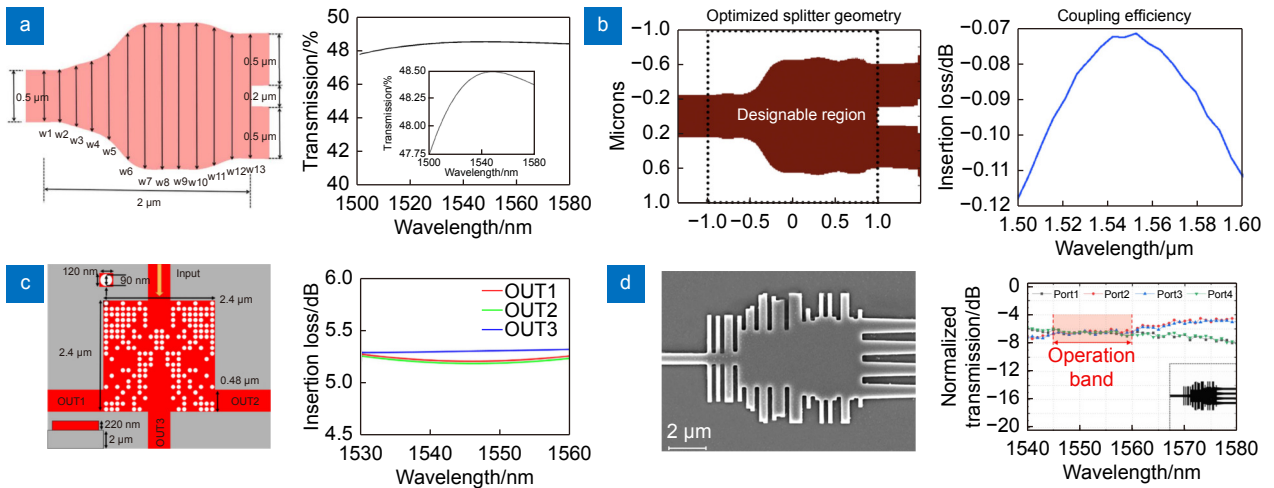 a
0.5 µm
w1
w2
w3
w4
w5
w6
w7
w8
w9
w10
w11
w12
w13
0.5 µm
0.2 µm
0.5 µm
2 µm
Transmission/%
50
48
46
44
42
40
1500 1520 1540 1560 1580
Wavelength/nm
Transmission/%
48.50
48.25
48.00
47.75
1500 1540 1580
Wavelength/nm
b
Optimized splitter geometry
Microns
−1.0
−0.6
−0.2
0.2
0.6
1.0
Designable region
−1.0 −0.5 0 0.5 1.0
Coupling efficiency
Insertion loss/dB
−0.07
−0.08
−0.09
−0.10
−0.11
−0.12
1.50 1.52 1.54 1.56 1.58 1.60
Wavelength/µm
c
120 nm
90 nm
Input
2.4 µm
2.4 µm
0.48 µm
OUT1
OUT2
OUT3
220 nm
2 µm
Insertion loss/dB
6.0
5.5
5.0
4.5
OUT1
OUT2
OUT3
1530 1540 1550 1560
Wavelength/nm
d
2 µm
Normalized
transmission/dB
Port1 Port2 Port3 Port4
−4
−8
−12
−16
−20
Operation
band
1540 1550 1560 1570 1580
Wavelength/nm